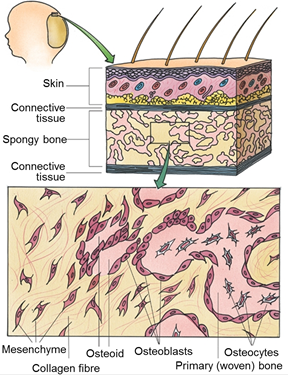 Skin
Connective
tissue
Spongy bone
Connective
tissue
Mesenchyme
Collagen fibre
Osteoid
Osteoblasts
Osteocytes
Primary (woven) bone